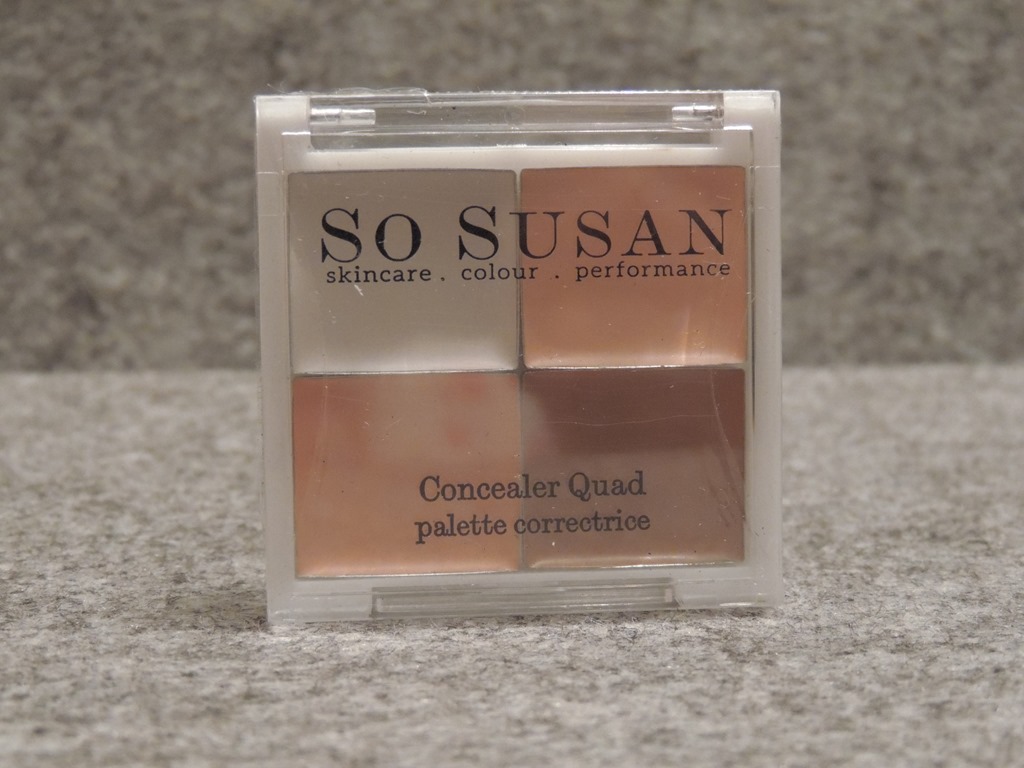 SO SUSAN
skincare . colour . performance
Concealer Quad
palette correctrice